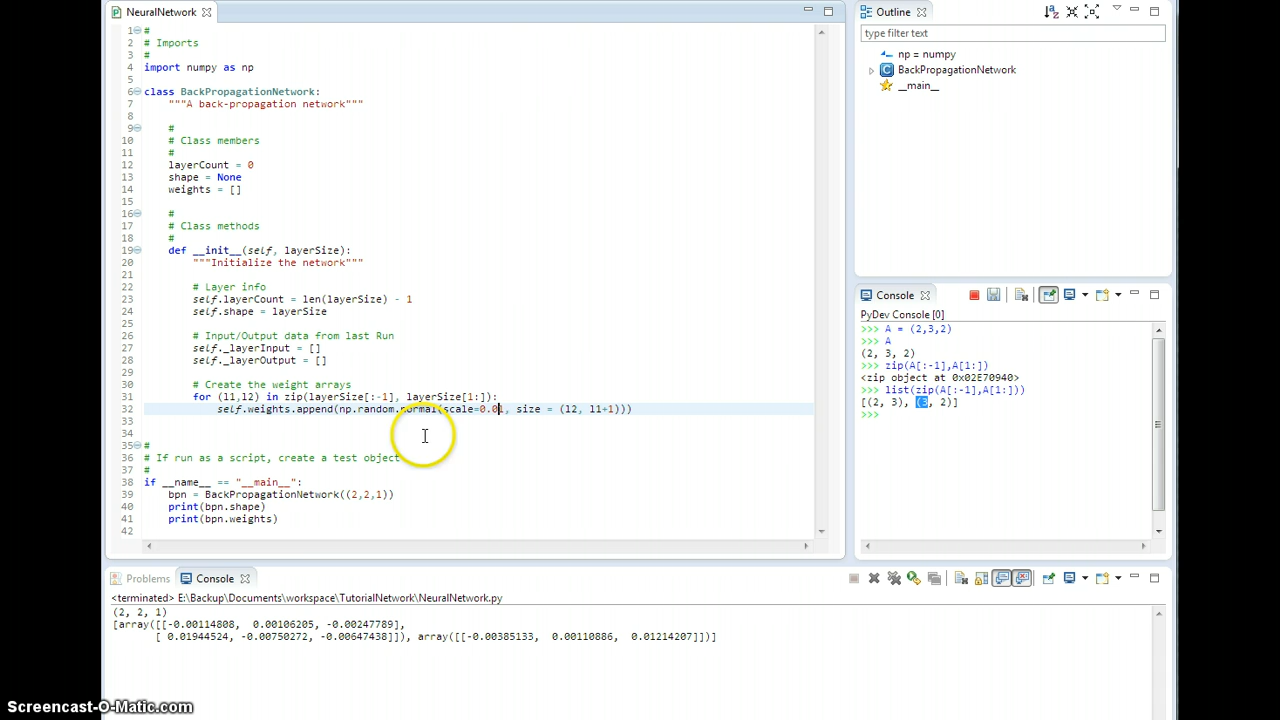 NeuralNetwork
1 #
2 # Imports
3 #
4 import numpy as np
5
6 class BackPropagationNetwork:
7 """A back-propagation network"""
8
9 #
10 # Class members
11 #
12 layerCount = 0
13 shape = None
14 weights = []
15
16 #
17 # Class methods
18 #
19 def __init__(self, layerSize):
20 """Initialize the network"""
21
22 # Layer info
23 self.layerCount = len(layerSize) - 1
24 self.shape = layerSize
25
26 # Input/Output data from last Run
27 self._layerInput = []
28 self._layerOutput = []
29
30 # Create the weight arrays
31 for (l1,l2) in zip(layerSize[:-1], layerSize[1:]):
32 self.weights.append(np.random.normal(scale=0.01, size = (l2, l1+1)))
33
34
35 #
36 # If run as a script, create a test object
37 #
38 if __name__ == "__main__":
39 bpn = BackPropagationNetwork((2,2,1))
40 print(bpn.shape)
41 print(bpn.weights)
42
Outline
type filter text
np = numpy
BackPropagationNetwork
__main__
Console
PyDev Console [0]
>>> A = (2,3,2)
>>> A
(2, 3, 2)
>>> zip(A[:-1],A[1:])
<zip object at 0x02E70940>
>>> list(zip(A[:-1],A[1:]))
[(2, 3), (3, 2)]
>>>
Problems Console
<terminated> E:\Backup\Documents\workspace\TutorialNetwork\NeuralNetwork.py
(2, 2, 1)
[array([[-0.00114808, 0.00106205, -0.00247789],
[ 0.01944524, -0.00750272, -0.00647438]]), array([[-0.00385133, 0.00110886, 0.01214207]])]
Screencast-O-Matic.com